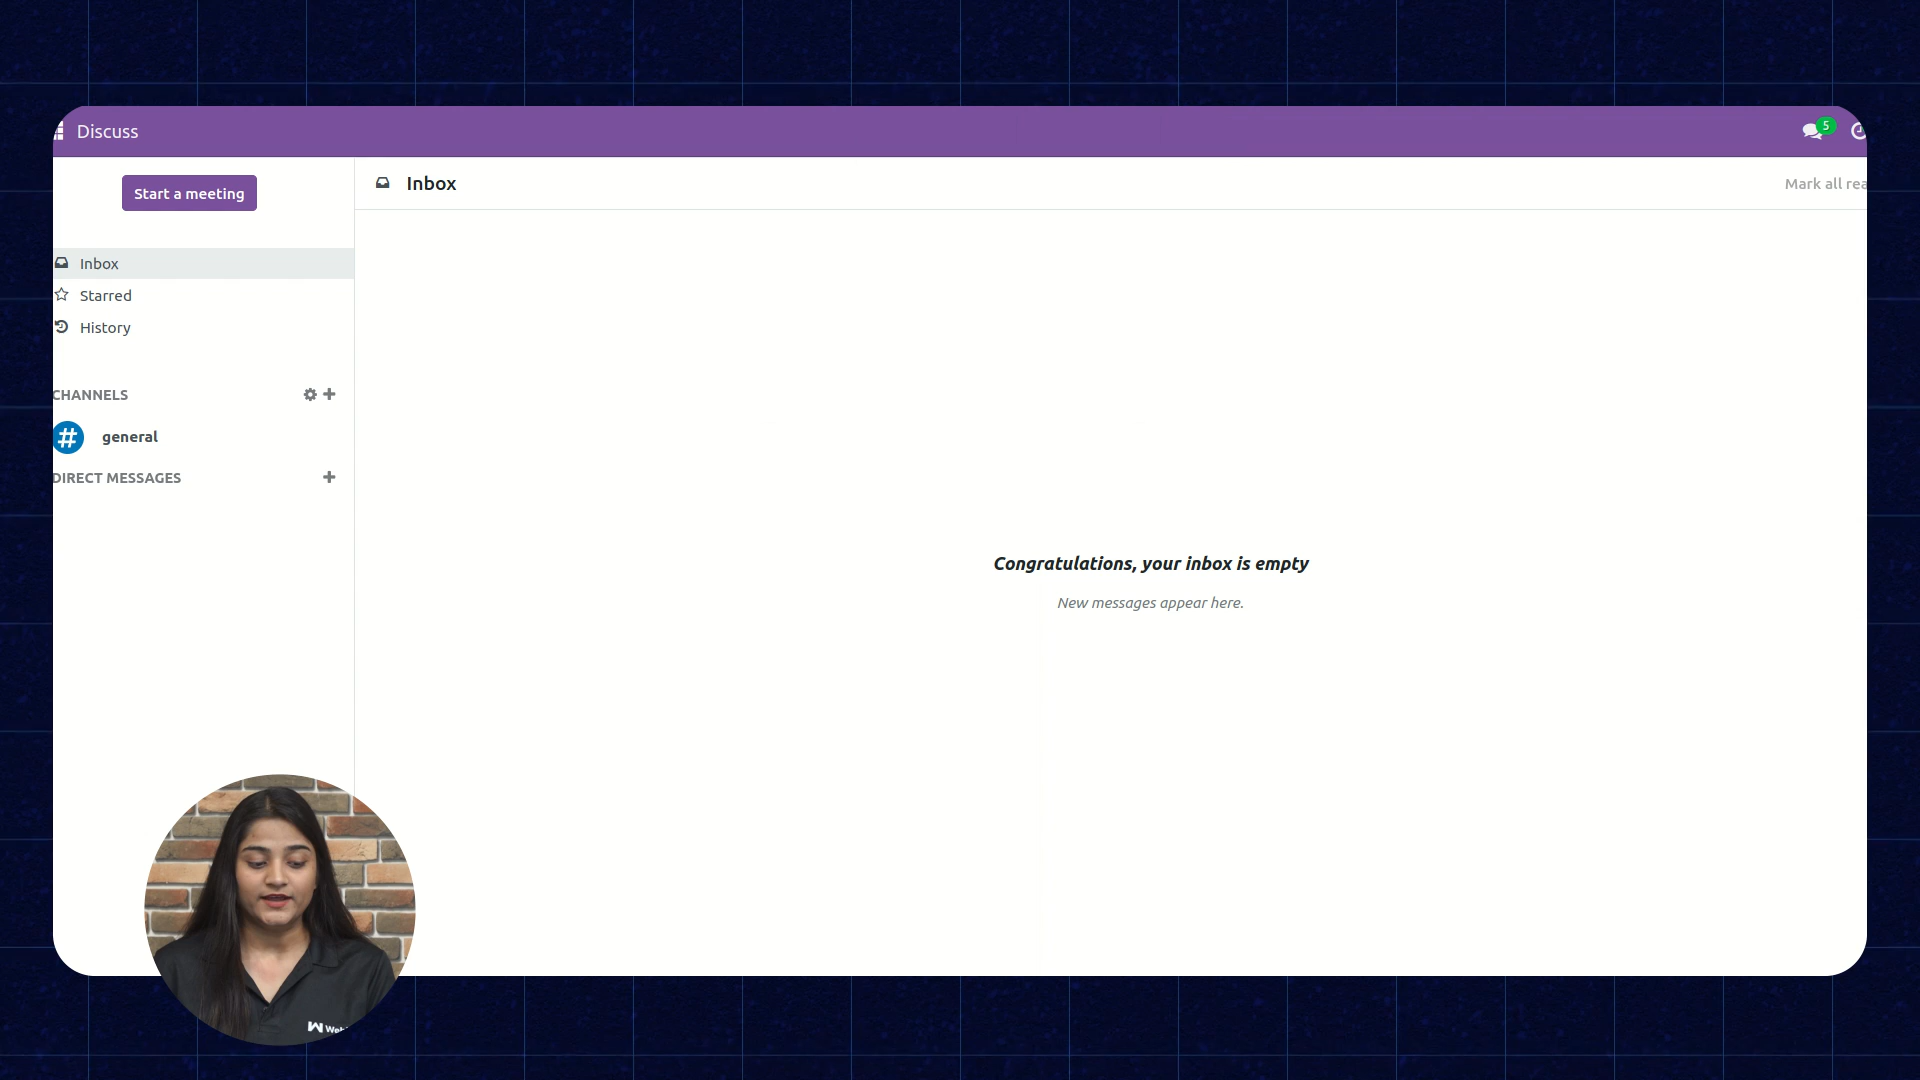 Discuss
5
Start a meeting
Inbox
Mark all rea
Inbox
Starred
History
CHANNELS
general
DIRECT MESSAGES
Congratulations, your inbox is empty
New messages appear here.